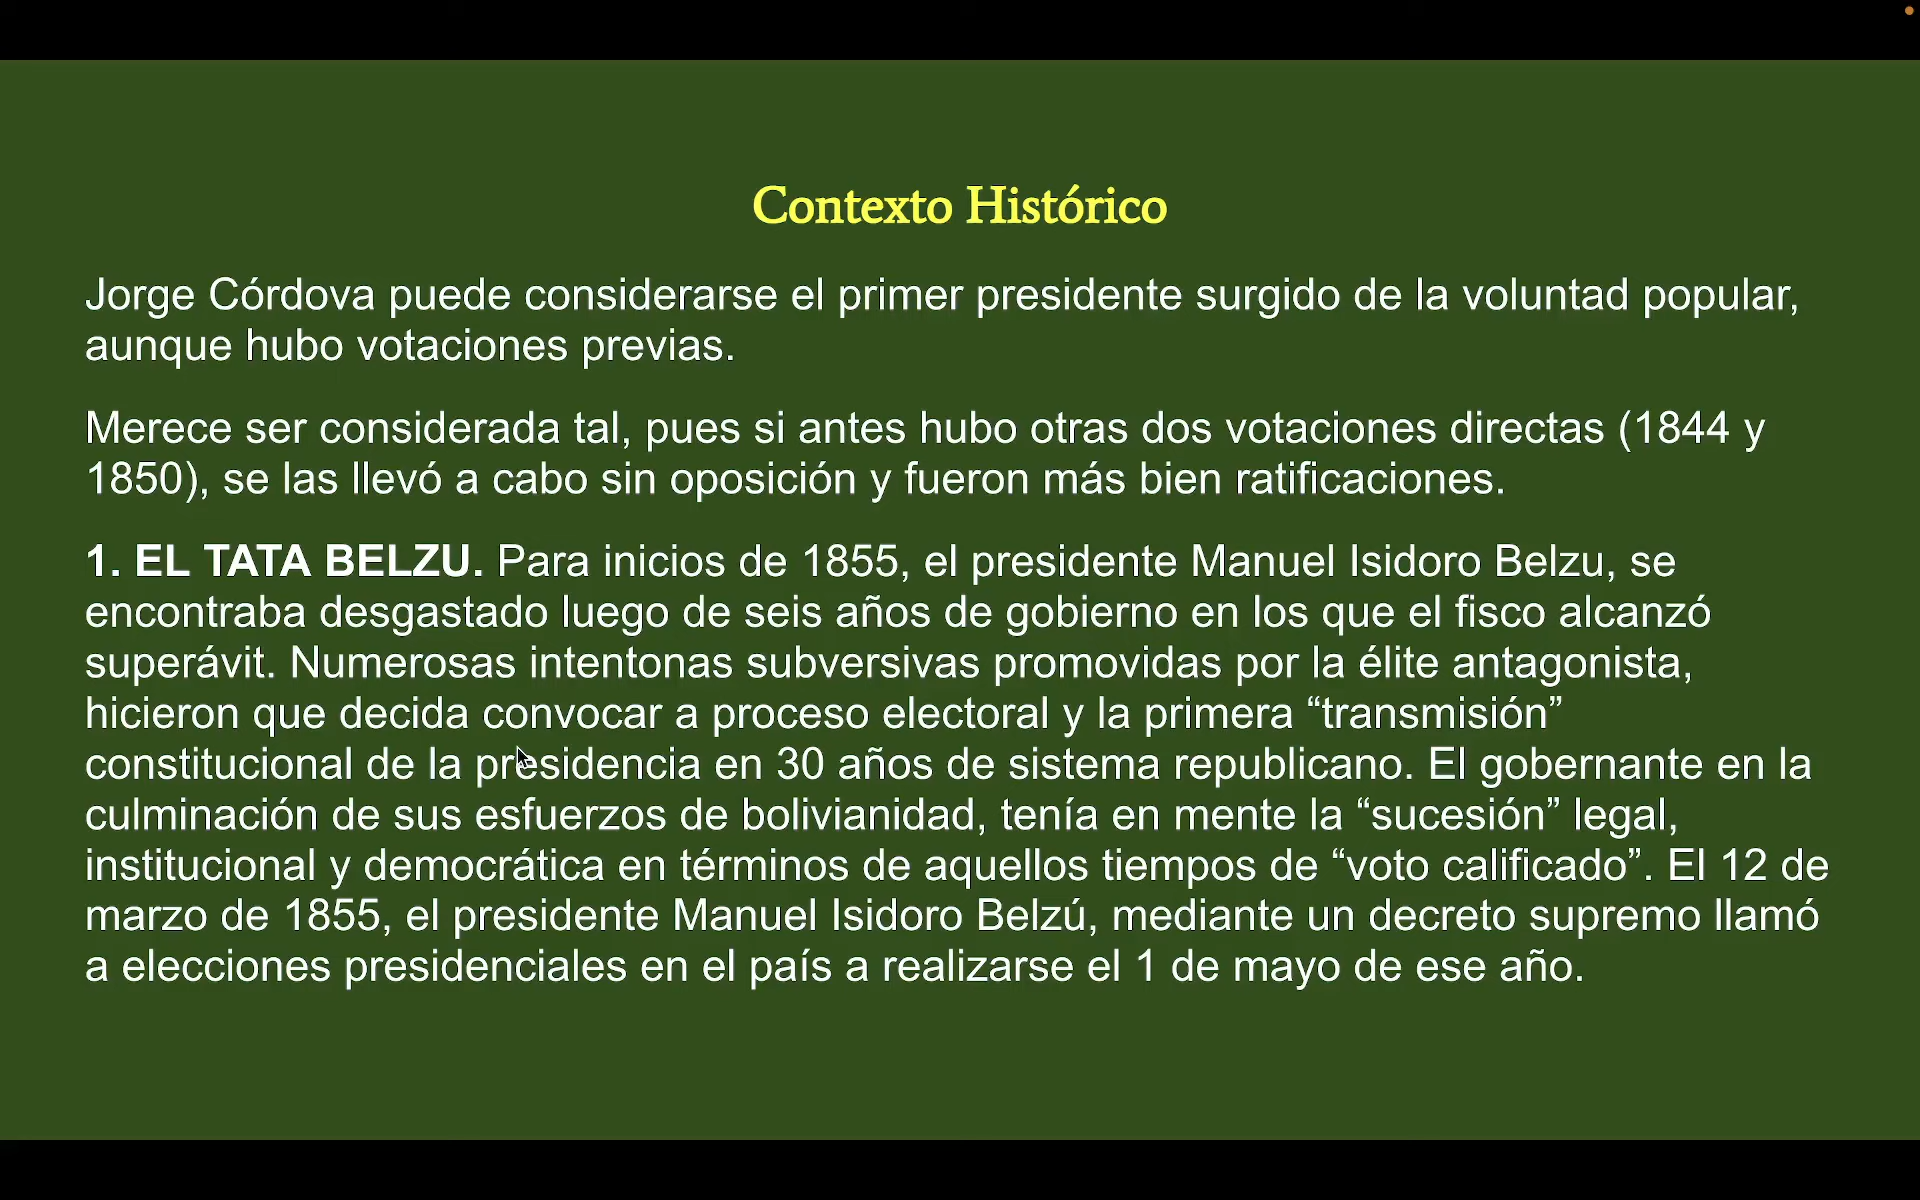 Contexto Histórico
Jorge Córdova puede considerarse el primer presidente surgido de la voluntad popular,
aunque hubo votaciones previas.
Merece ser considerada tal, pues si antes hubo otras dos votaciones directas (1844 y
1850), se las llevó a cabo sin oposición y fueron más bien ratificaciones.
1. EL TATA BELZU. Para inicios de 1855, el presidente Manuel Isidoro Belzu, se
encontraba desgastado luego de seis años de gobierno en los que el fisco alcanzó
superávit. Numerosas intentonas subversivas promovidas por la élite antagonista,
hicieron que decida convocar a proceso electoral y la primera “transmisión”
constitucional de la presidencia en 30 años de sistema republicano. El gobernante en la
culminación de sus esfuerzos de bolivianidad, tenía en mente la “sucesión” legal,
institucional y democrática en términos de aquellos tiempos de “voto calificado”. El 12 de
marzo de 1855, el presidente Manuel Isidoro Belzú, mediante un decreto supremo llamó
a elecciones presidenciales en el país a realizarse el 1 de mayo de ese año.